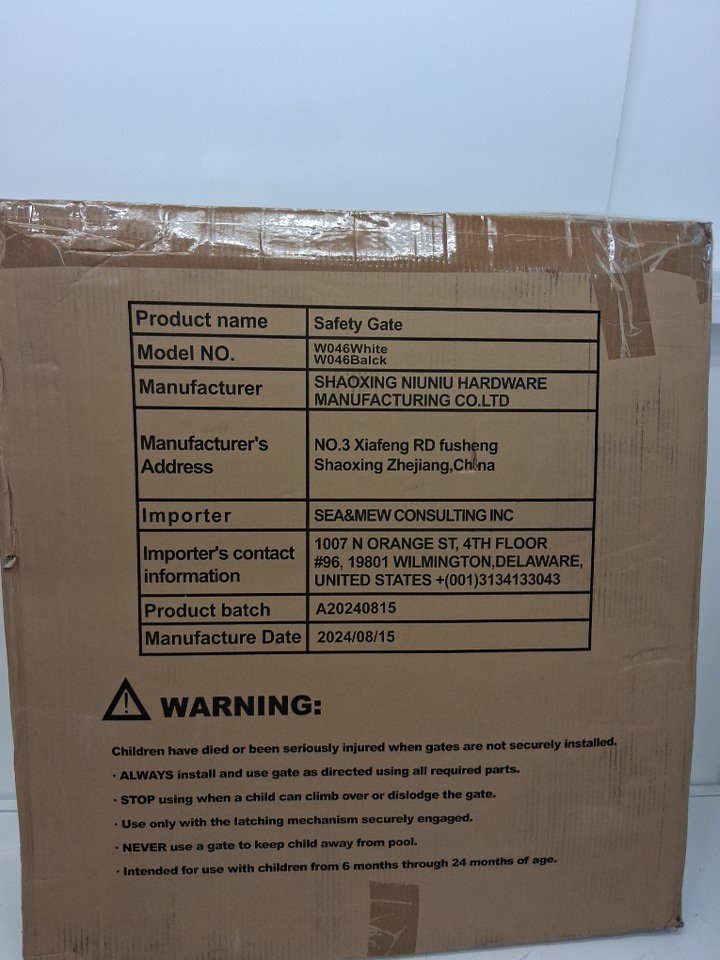 Product name Safety Gate
Model NO. W046White
W046Balck
Manufacturer SHAOXING NIUNIU HARDWARE
MANUFACTURING CO.LTD
Manufacturer's
Address
NO.3 Xiafeng RD fusheng
Shaoxing Zhejiang,China
Importer SEA&MEW CONSULTING INC
Importer's contact
information
1007 N ORANGE ST, 4TH FLOOR
#96, 19801 WILMINGTON,DELAWARE,
UNITED STATES +(001)3134133043
Product batch A20240815
Manufacture Date 2024/08/15
WARNING:
Children have died or been seriously injured when gates are not securely installed.
· ALWAYS install and use gate as directed using all required parts.
· STOP using when a child can climb over or dislodge the gate.
· Use only with the latching mechanism securely engaged.
· NEVER use a gate to keep child away from pool.
· Intended for use with children from 6 months through 24 months of age.